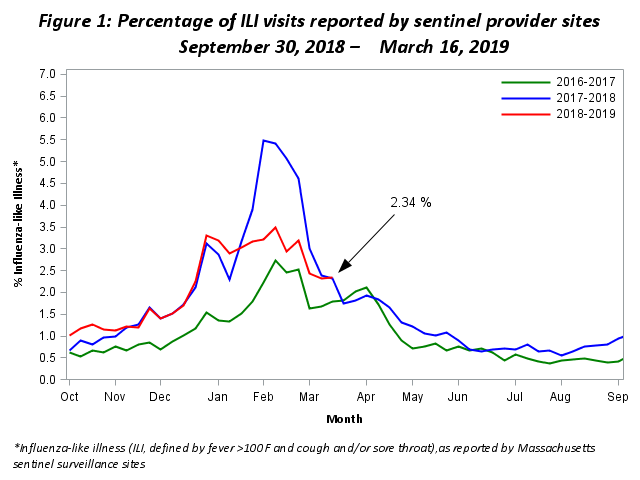 Figure 1: Percentage of ILI visits reported by sentinel provider sites
September 30, 2018 – March 16, 2019
7.0
6.5
6.0
5.5
5.0
4.5
4.0
3.5
3.0
2.5
2.0
1.5
1.0
0.5
0.0
% Influenza-like Illness*
2016-2017
2017-2018
2018-2019
2.34 %
Oct Nov Dec Jan Feb Mar Apr May Jun Jul Aug Sep
Month
*Influenza-like illness (ILI, defined by fever >100F and cough and/or sore throat),as reported by Massachusetts
sentinel surveillance sites